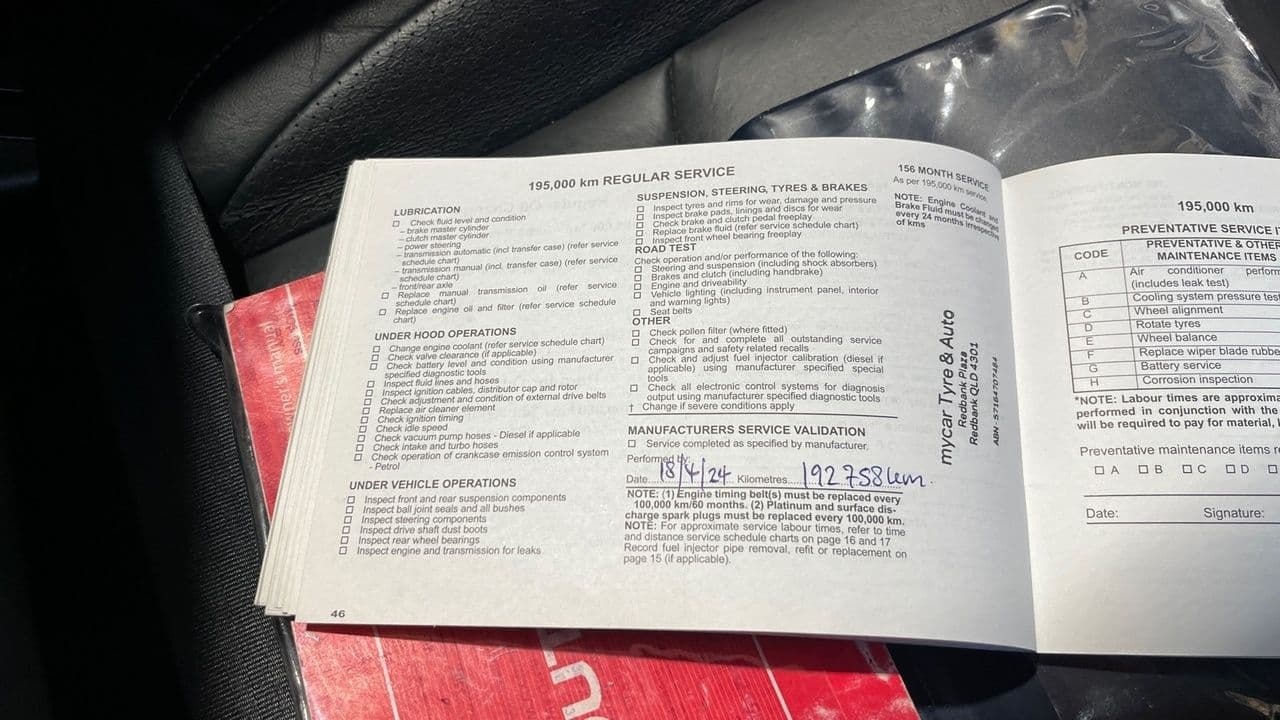 195,000 km REGULAR SERVICE
LUBRICATION
Check fluid level and condition
– brake master cylinder
– clutch master cylinder
– power steering
– transmission automatic (incl transfer case) (refer service
schedule chart)
– transmission manual (incl. transfer case) (refer service
schedule chart)
– front/rear axle
Replace manual transmission oil (refer service
schedule chart)
Replace engine oil and filter (refer service schedule
chart)
UNDER HOOD OPERATIONS
Change engine coolant (refer service schedule chart)
Check valve clearance (if applicable)
Check battery level and condition using manufacturer
specified diagnostic tools
Inspect fluid lines and hoses
Inspect ignition cables, distributor cap and rotor
Check adjustment and condition of external drive belts
Replace air cleaner element
Check ignition timing
Check idle speed
Check vacuum pump hoses - Diesel if applicable
Check intake and turbo hoses
Check operation of crankcase emission control system
- Petrol
UNDER VEHICLE OPERATIONS
Inspect front and rear suspension components
Inspect ball joint seals and all bushes
Inspect steering components
Inspect drive shaft dust boots
Inspect rear wheel bearings
Inspect engine and transmission for leaks
46
SUSPENSION, STEERING, TYRES & BRAKES
Inspect tyres and rims for wear, damage and pressure
Inspect brake pads, linings and discs for wear
Check brake and clutch pedal freeplay
Replace brake fluid (refer service schedule chart)
Inspect front wheel bearing freeplay
ROAD TEST
Check operation and/or performance of the following:
Steering and suspension (including shock absorbers)
Brakes and clutch (including handbrake)
Engine and driveability
Vehicle lighting (including instrument panel, interior
and warning lights)
Seat belts
OTHER
Check pollen filter (where fitted)
Check for and complete all outstanding service
campaigns and safety related recalls
Check and adjust fuel injector calibration (diesel if
applicable) using manufacturer specified special
tools
Check all electronic control systems for diagnosis
output using manufacturer specified diagnostic tools
† Change if severe conditions apply
MANUFACTURERS SERVICE VALIDATION
Service completed as specified by manufacturer.
Performed by
Date....18/4/24 Kilometres....192758km.
NOTE: (1) Engine timing belt(s) must be replaced every
100,000 km/60 months. (2) Platinum and surface dis-
charge spark plugs must be replaced every 100,000 km.
NOTE: For approximate service labour times, refer to time
and distance service schedule charts on page 16 and 17
Record fuel injector pipe removal, refit or replacement on
page 15 (if applicable).
156 MONTH SERVICE
As per 195,000 km service
NOTE: Engine Coolant and
Brake Fluid must be changed
every 24 months irrespective
of kms
mycar Tyre & Auto
Redbank Plaza
Redbank QLD 4301
ABN - 57164707484
195,000 km
PREVENTATIVE SERVICE I
CODE PREVENTATIVE & OTHE
MAINTENANCE ITEMS
A Air conditioner perform
(includes leak test)
B Cooling system pressure tes
C Wheel alignment
D Rotate tyres
E Wheel balance
F Replace wiper blade rubbe
G Battery service
H Corrosion inspection
*NOTE: Labour times are approxima
performed in conjunction with the
will be required to pay for material,
Preventative maintenance items r
A B C D
Date: Signature: